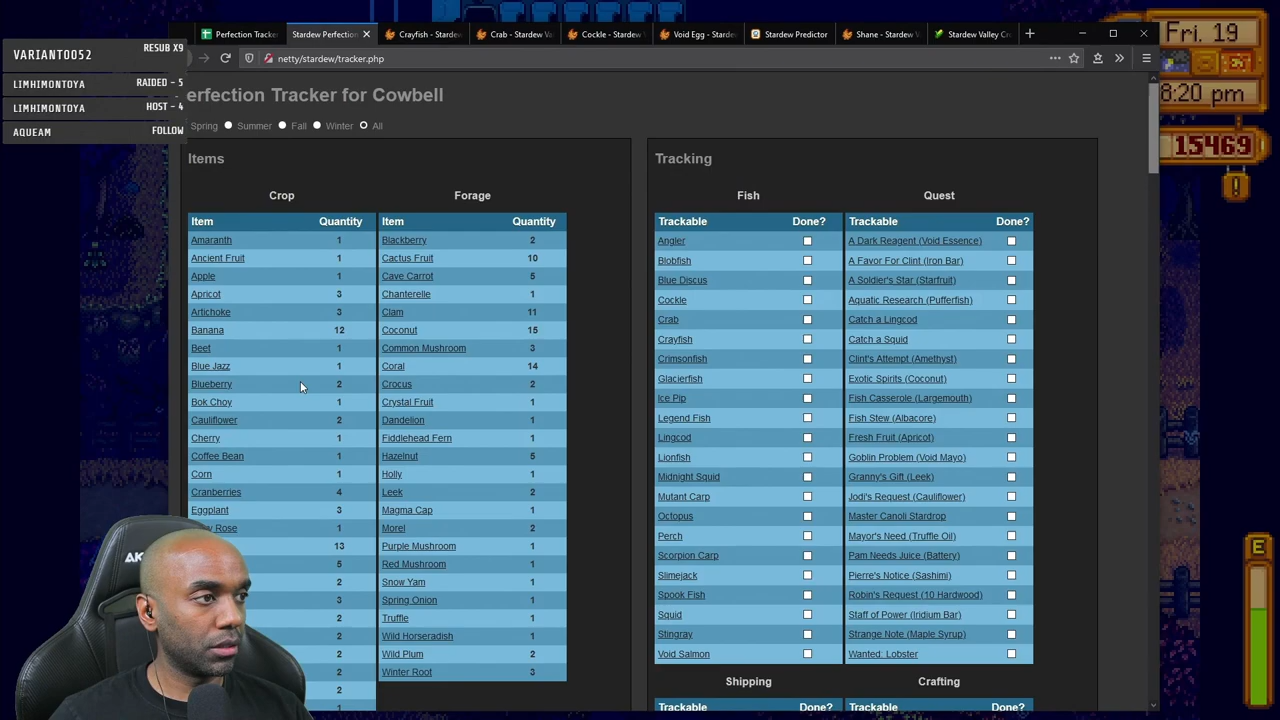 Perfection Tracke
Stardew Perfection
Crayfish - Stardew
Crab - Stardew Va
Cockle - Stardew
Void Egg - Stardew
Stardew Predictor
Shane - Stardew V
Stardew Valley Cr
netty/stardew/tracker.php
VARIANT0052 RESUB X9
LIMHIMONTOYA RAIDED - 5
LIMHIMONTOYA HOST - 4
AQUEAM FOLLOW
Fri. 19
8:20 pm
15469
erfection Tracker for Cowbell
Spring Summer Fall Winter All
Items
Crop
Item Quantity
Amaranth 1
Ancient Fruit 1
Apple 1
Apricot 3
Artichoke 3
Banana 12
Beet 1
Blue Jazz 1
Blueberry 2
Bok Choy 1
Cauliflower 2
Cherry 1
Coffee Bean 1
Corn 1
Cranberries 4
Eggplant 3
Rose 1
13
5
2
3
2
2
2
2
1
Forage
Item Quantity
Blackberry 2
Cactus Fruit 10
Cave Carrot 5
Chanterelle 1
Clam 11
Coconut 15
Common Mushroom 3
Coral 14
Crocus 2
Crystal Fruit 1
Dandelion 1
Fiddlehead Fern 1
Hazelnut 5
Holly 1
Leek 2
Magma Cap 1
Morel 2
Purple Mushroom 1
Red Mushroom 1
Snow Yam 1
Spring Onion 1
Truffle 1
Wild Horseradish 1
Wild Plum 2
Winter Root 3
Tracking
Fish
Trackable Done?
Angler
Blobfish
Blue Discus
Cockle
Crab
Crayfish
Crimsonfish
Glacierfish
Ice Pip
Legend Fish
Lingcod
Lionfish
Midnight Squid
Mutant Carp
Octopus
Perch
Scorpion Carp
Slimejack
Spook Fish
Squid
Stingray
Void Salmon
Quest
Trackable Done?
A Dark Reagent (Void Essence)
A Favor For Clint (Iron Bar)
A Soldier's Star (Starfruit)
Aquatic Research (Pufferfish)
Catch a Lingcod
Catch a Squid
Clint's Attempt (Amethyst)
Exotic Spirits (Coconut)
Fish Casserole (Largemouth)
Fish Stew (Albacore)
Fresh Fruit (Apricot)
Goblin Problem (Void Mayo)
Granny's Gift (Leek)
Jodi's Request (Cauliflower)
Master Canoli Stardrop
Mayor's Need (Truffle Oil)
Pam Needs Juice (Battery)
Pierre's Notice (Sashimi)
Robin's Request (10 Hardwood)
Staff of Power (Iridium Bar)
Strange Note (Maple Syrup)
Wanted: Lobster
Shipping
Trackable Done?
Crafting
Trackable Done?
E
AK